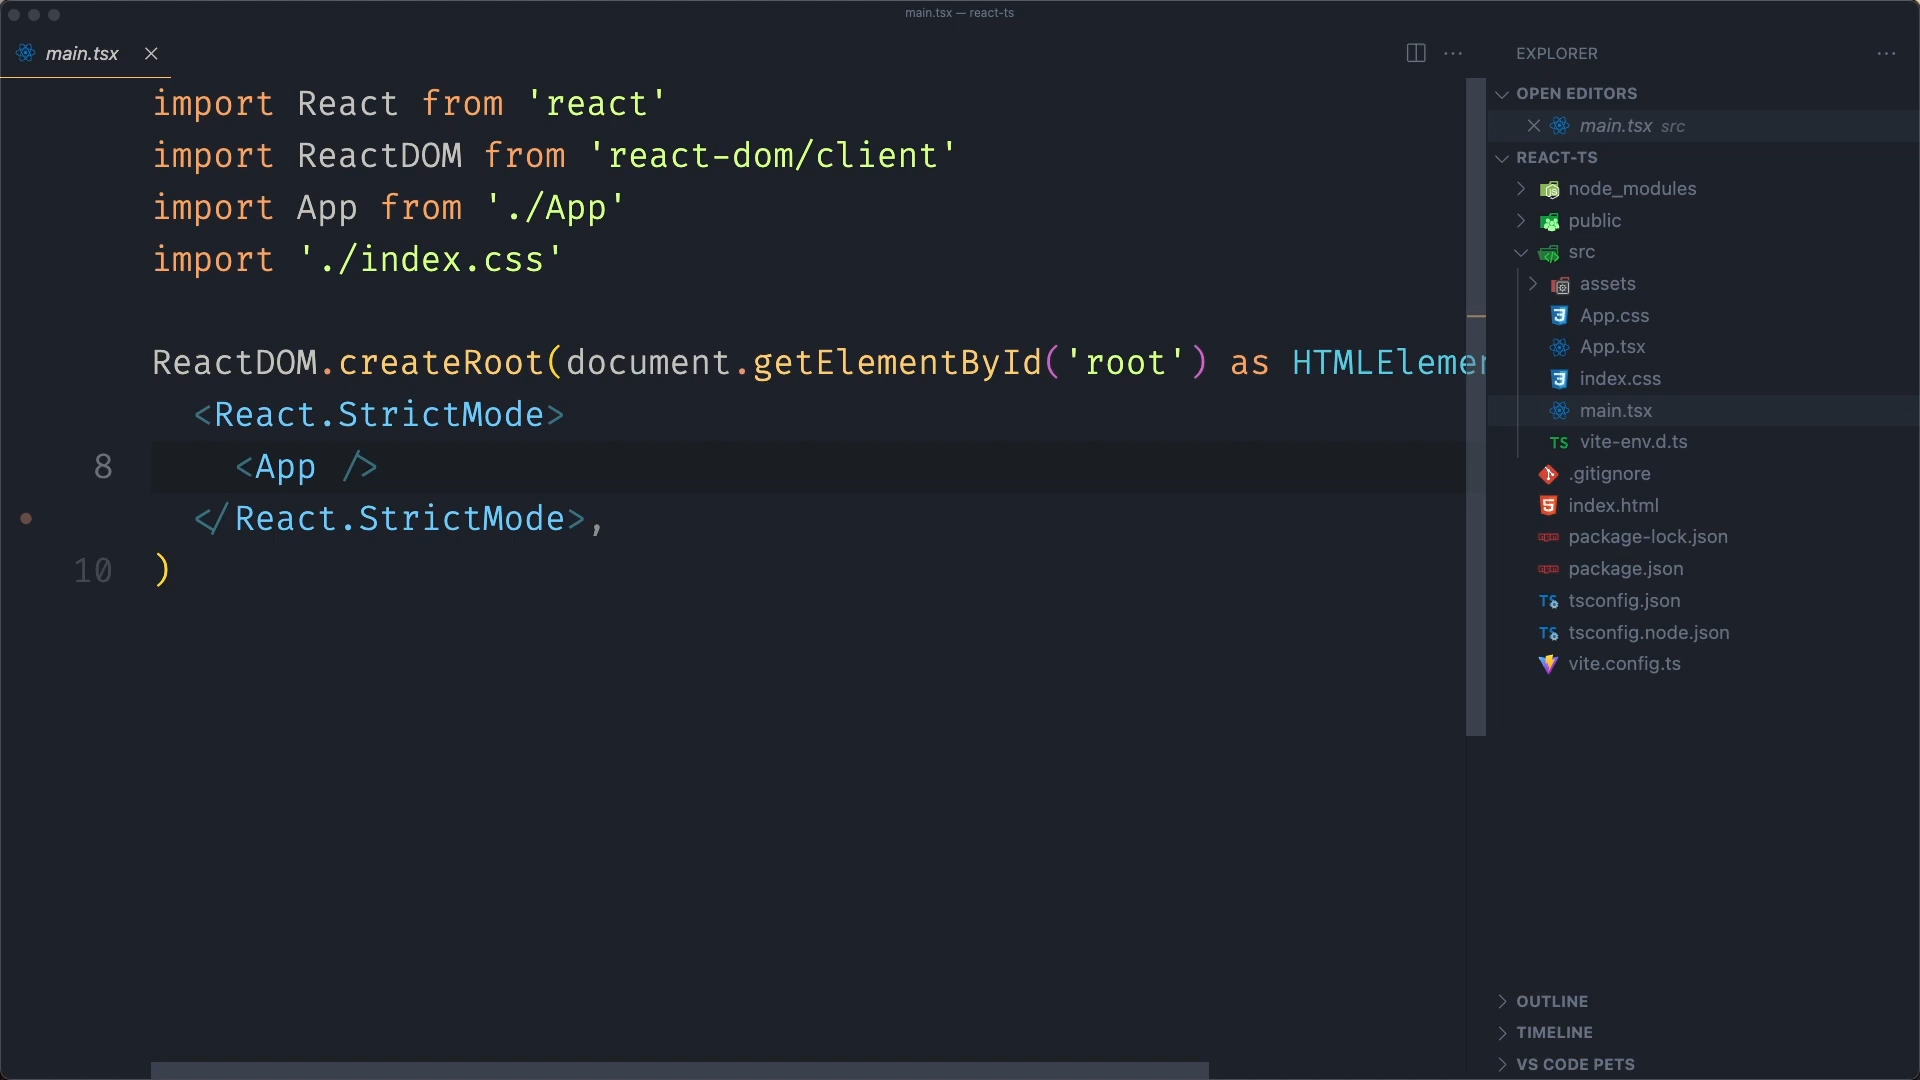 main.tsx — react-ts
main.tsx
import React from 'react'
import ReactDOM from 'react-dom/client'
import App from './App'
import './index.css'
ReactDOM.createRoot(document.getElementById('root') as HTMLElemen
<React.StrictMode>
8 <App />
</React.StrictMode>,
10 )
EXPLORER
OPEN EDITORS
main.tsx src
REACT-TS
node_modules
public
src
assets
App.css
App.tsx
index.css
main.tsx
TS vite-env.d.ts
.gitignore
index.html
package-lock.json
package.json
TS tsconfig.json
TS tsconfig.node.json
vite.config.ts
OUTLINE
TIMELINE
VS CODE PETS